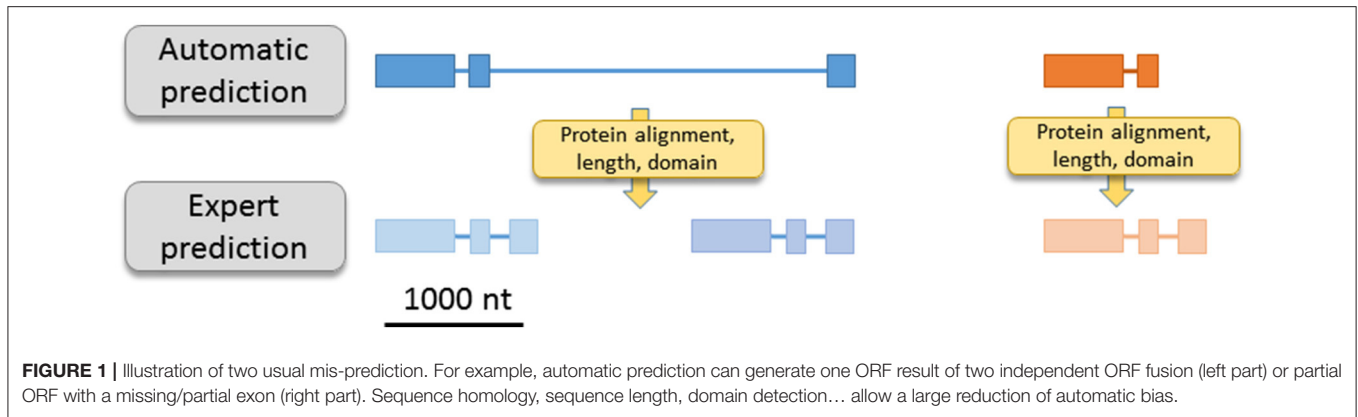 Automatic
prediction
Protein alignment,
length, domain
Protein alignment,
length, domain
Expert
prediction
1000 nt
FIGURE 1 | Illustration of two usual mis-prediction. For example, automatic prediction can generate one ORF result of two independent ORF fusion (left part) or partial
ORF with a missing/partial exon (right part). Sequence homology, sequence length, domain detection… allow a large reduction of automatic bias.